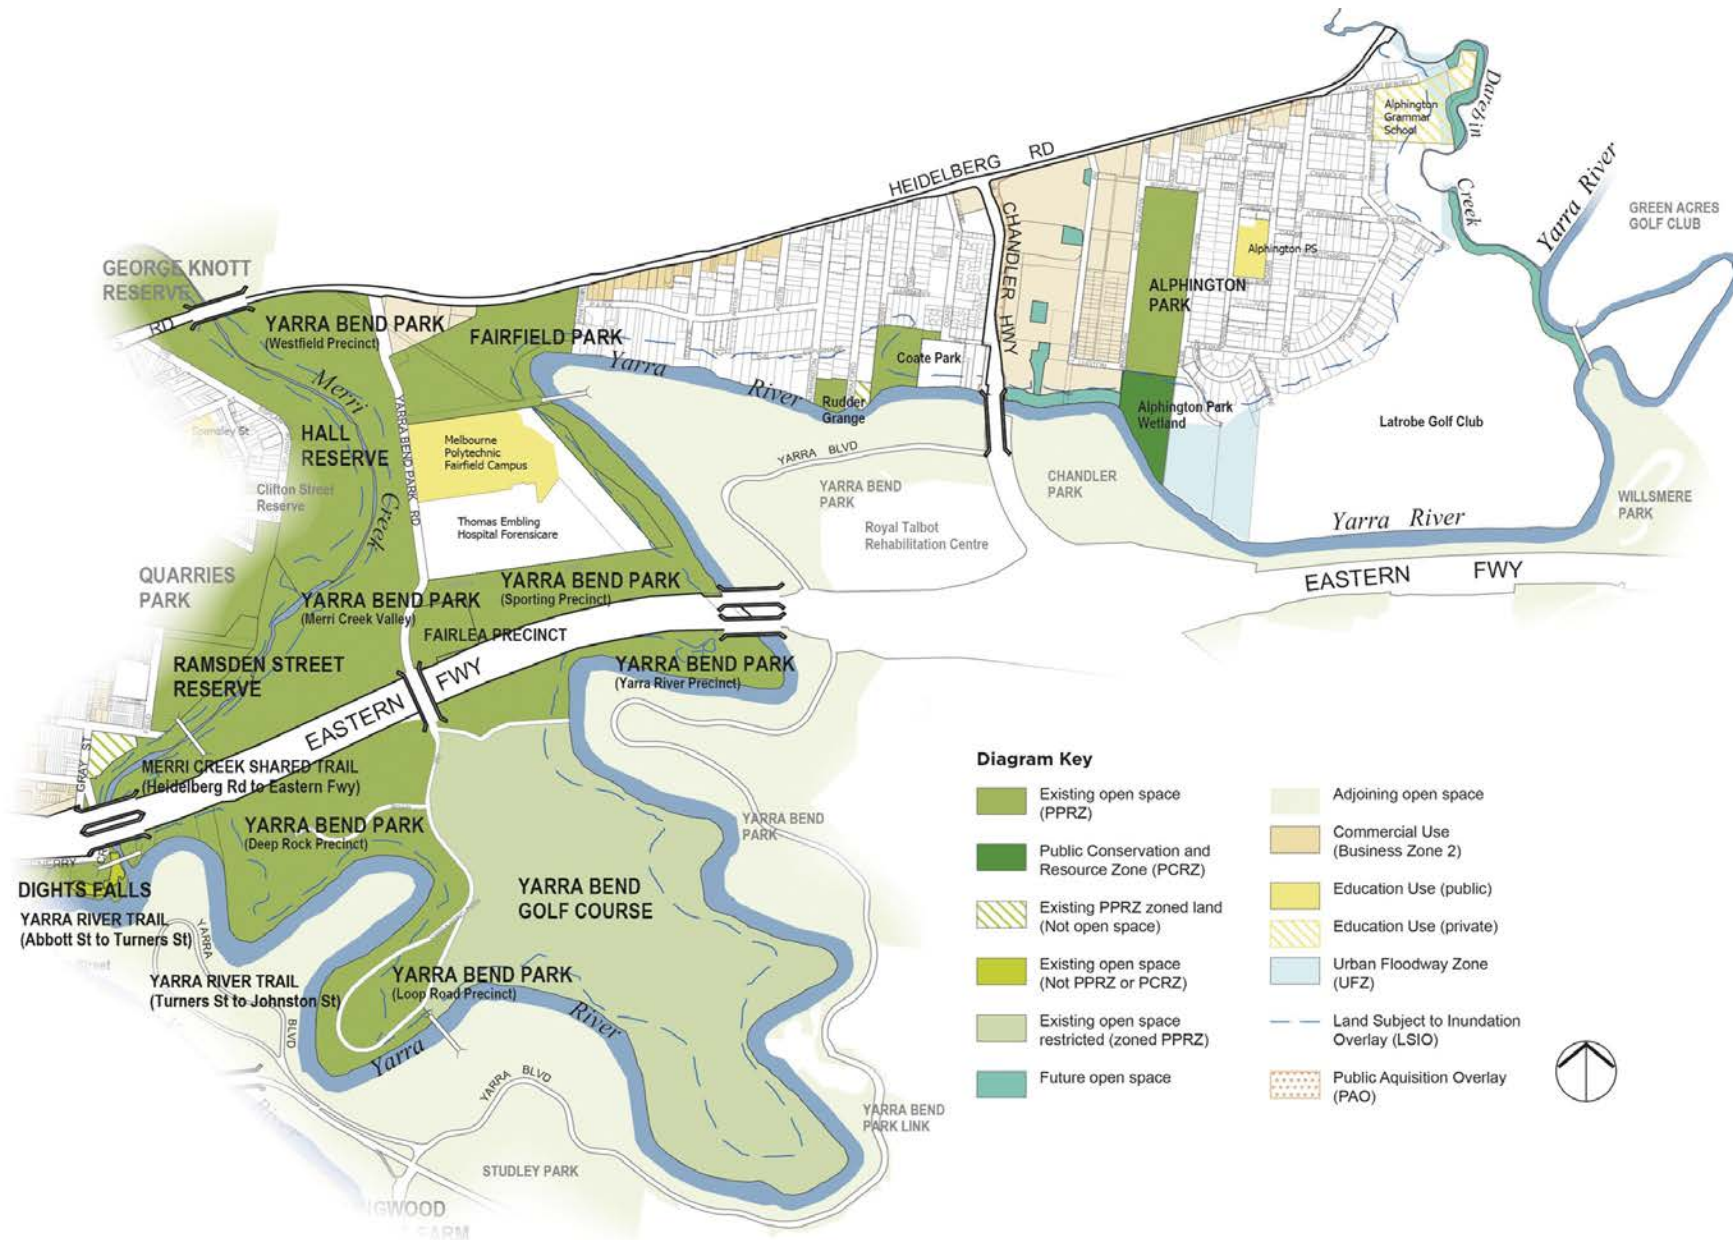 Darebin
Creek
Alphington
Grammar
School
Yarra River
GREEN ACRES
GOLF CLUB
HEIDELBERG RD
CHANDLER HWY
GEORGE KNOTT
RESERVE
RD
YARRA BEND PARK
(Westfield Precinct)
FAIRFIELD PARK
Alphington PS
ALPHINGTON
PARK
Yarra River
Coate Park
Rudder
Grange
Alphington Park
Wetland
Latrobe Golf Club
Merri
Creek
HALL
RESERVE
YARRA BEND PARK RD
Melbourne
Polytechnic
Fairfield Campus
Clifton Street
Reserve
Thomas Embling
Hospital Forensicare
YARRA BLVD
YARRA BEND
PARK
Royal Talbot
Rehabilitation Centre
CHANDLER
PARK
Yarra River
WILLSMERE
PARK
EASTERN FWY
QUARRIES
PARK
YARRA BEND PARK
(Sporting Precinct)
YARRA BEND PARK
(Merri Creek Valley)
FAIRLEA PRECINCT
RAMSDEN STREET
RESERVE
YARRA BEND PARK
(Yarra River Precinct)
EASTERN FWY
GRAY ST
MERRI CREEK SHARED TRAIL
(Heidelberg Rd to Eastern Fwy)
YARRA BEND PARK
(Deep Rock Precinct)
YARRA BEND
PARK
DIGHTS FALLS
YARRA RIVER TRAIL
(Abbott St to Turners St)
YARRA BEND
GOLF COURSE
YARRA
BLVD
YARRA RIVER TRAIL
(Turners St to Johnston St)
YARRA BEND PARK
(Loop Road Precinct)
Yarra
River
YARRA BLVD
YARRA BEND
PARK LINK
STUDLEY PARK
River
NGWOOD
FARM
Diagram Key
Existing open space
(PPRZ)
Public Conservation and
Resource Zone (PCRZ)
Existing PPRZ zoned land
(Not open space)
Existing open space
(Not PPRZ or PCRZ)
Existing open space
restricted (zoned PPRZ)
Future open space
Adjoining open space
Commercial Use
(Business Zone 2)
Education Use (public)
Education Use (private)
Urban Floodway Zone
(UFZ)
Land Subject to Inundation
Overlay (LSIO)
Public Aquisition Overlay
(PAO)